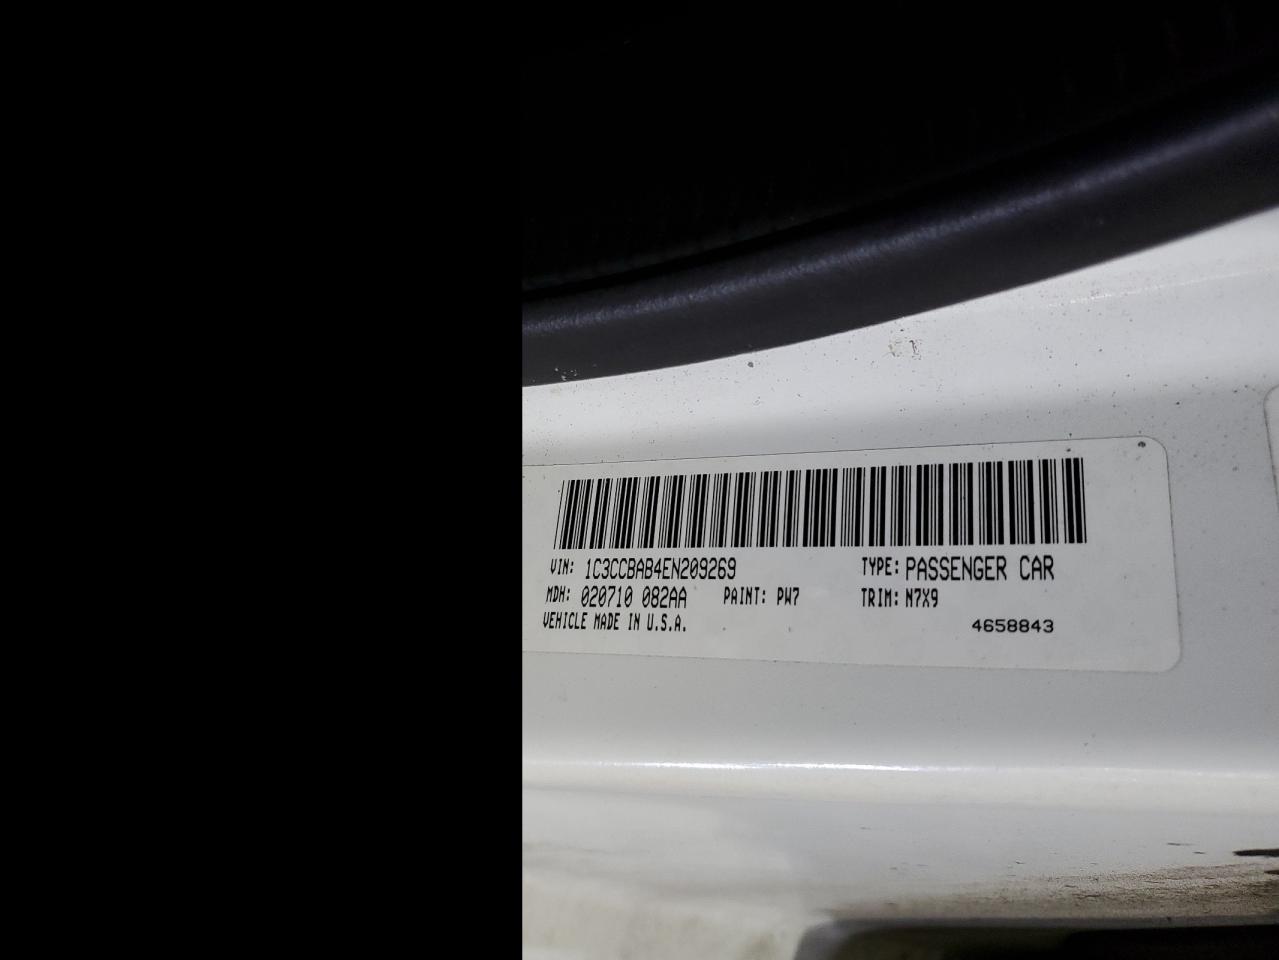 VIN: 1C3CCBAB4EN209269 TYPE: PASSENGER CAR
MDH: 020710 082AA PAINT: PW7 TRIM: N7X9
VEHICLE MADE IN U.S.A. 4658843